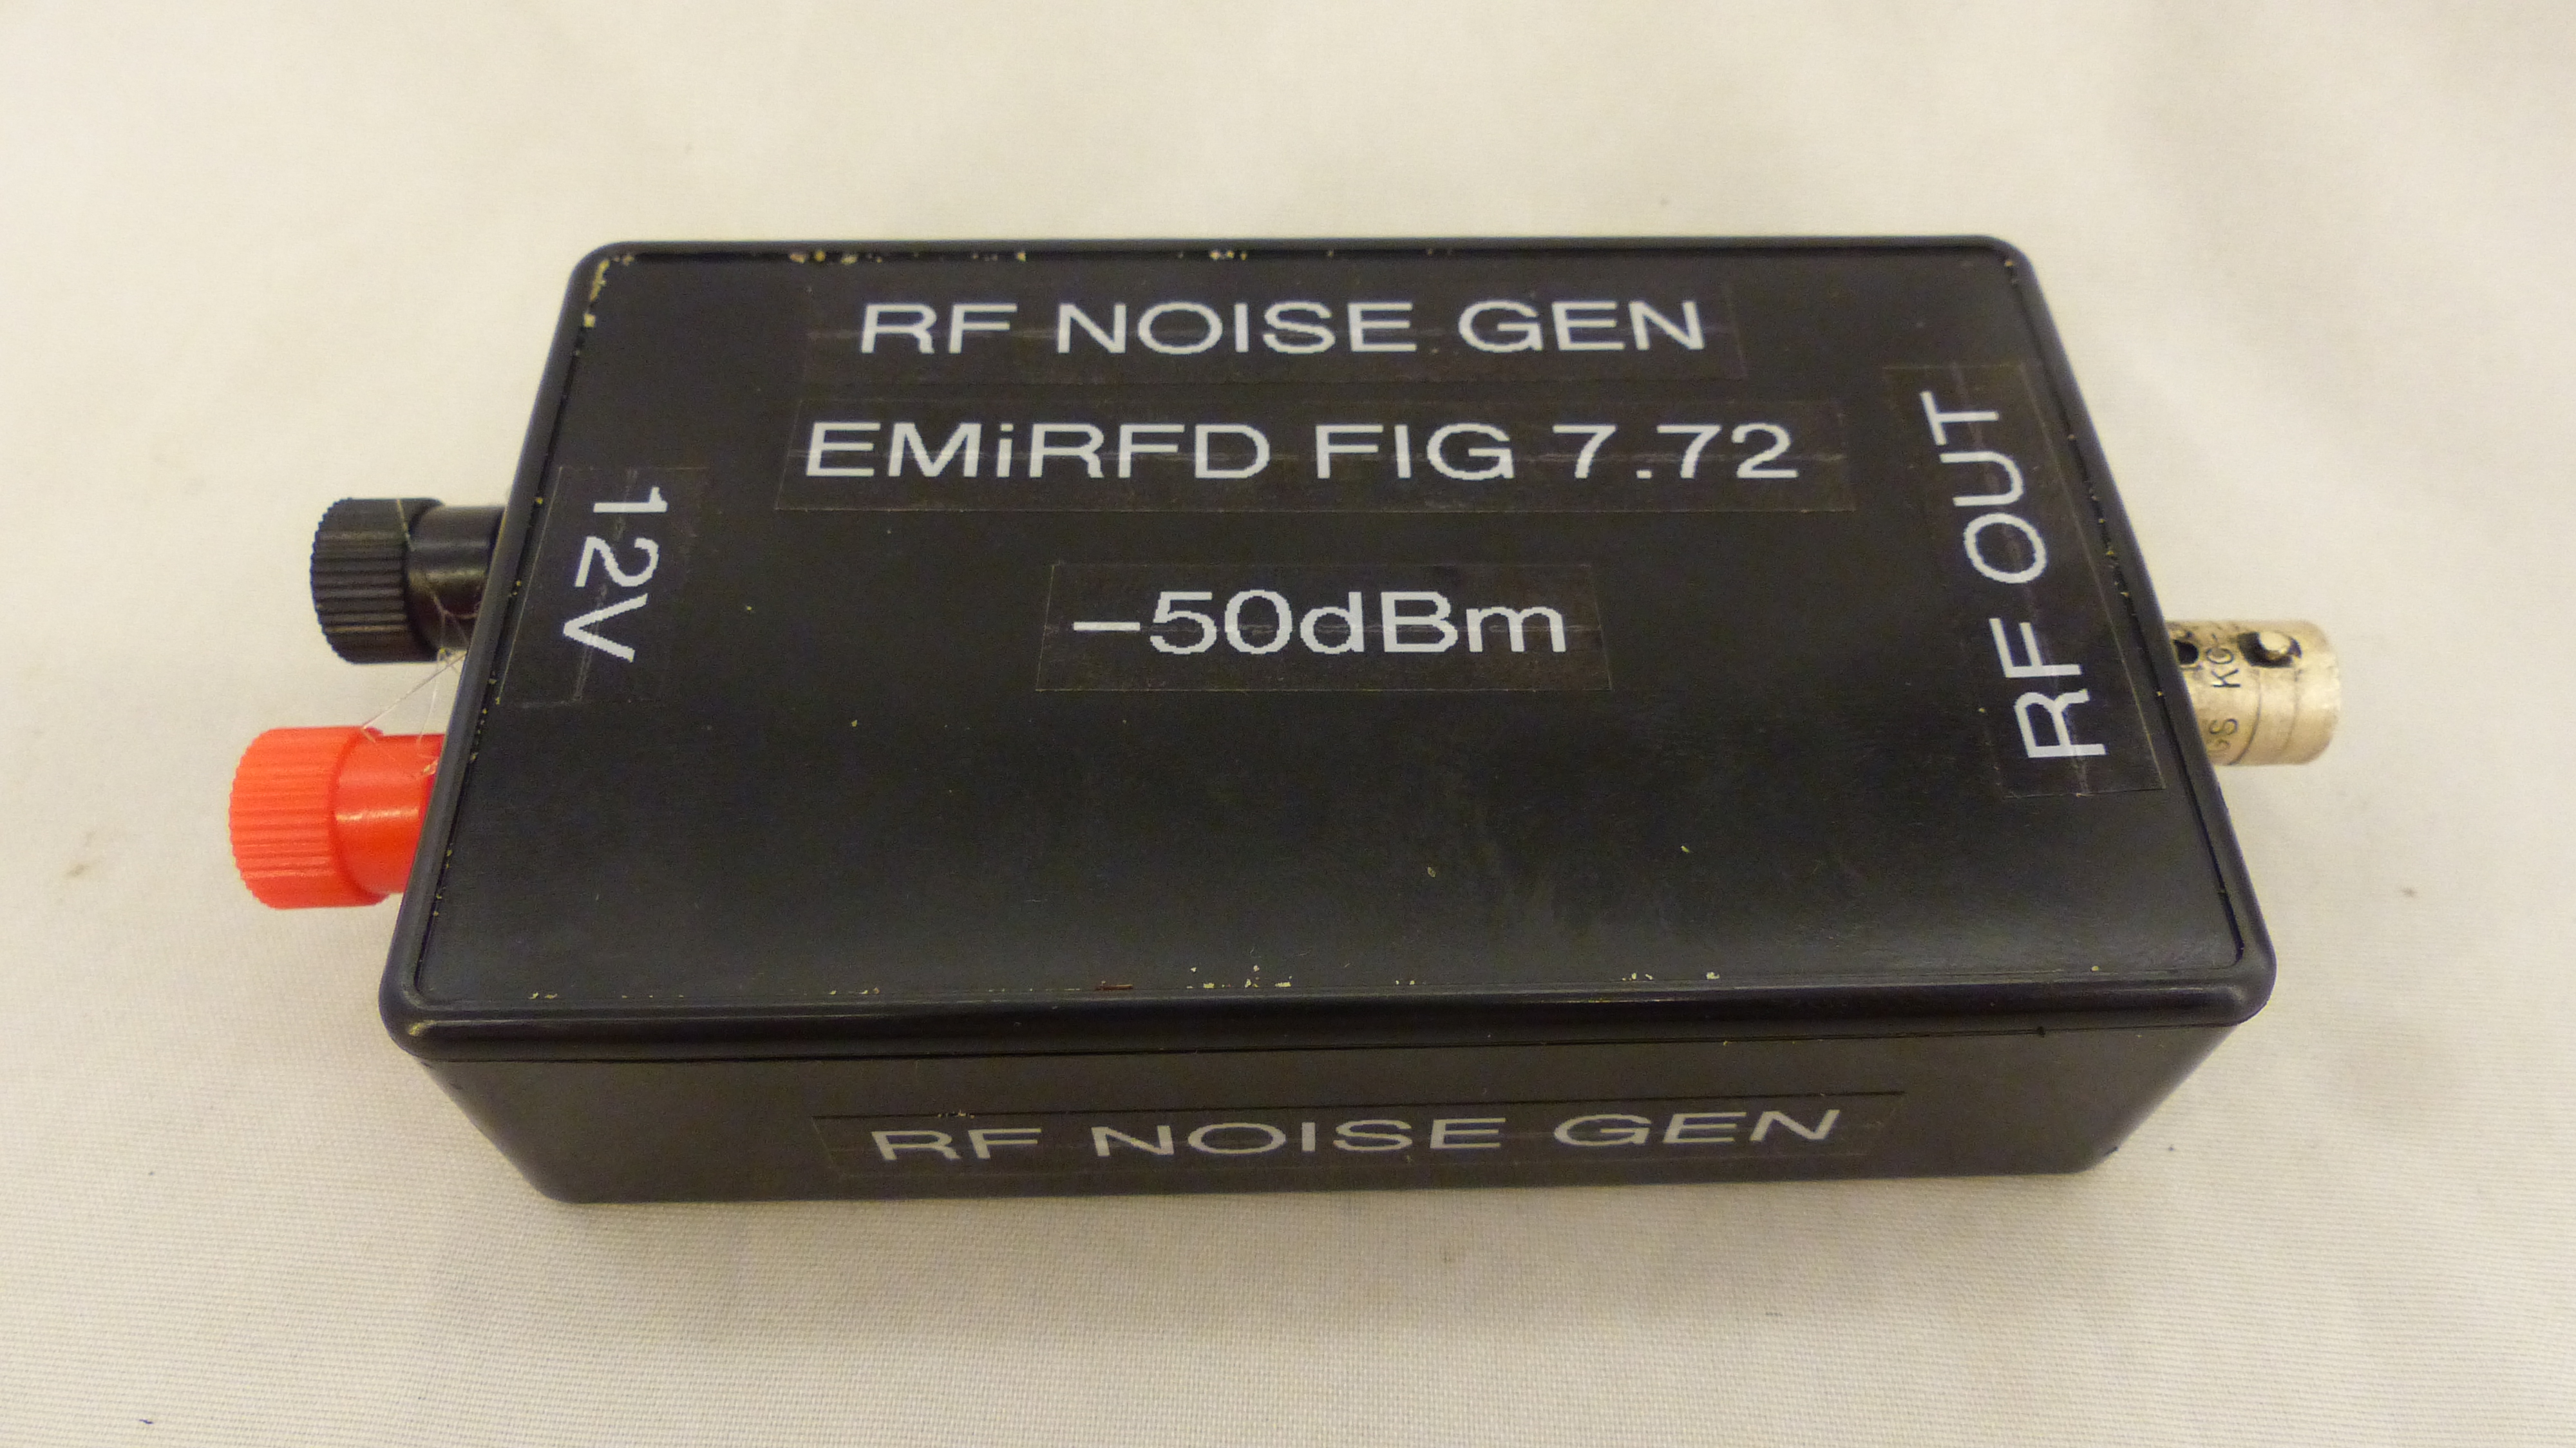 RF NOISE GEN
EMiRFD FIG 7.72
12V
-50dBm
RF OUT
RF NOISE GEN